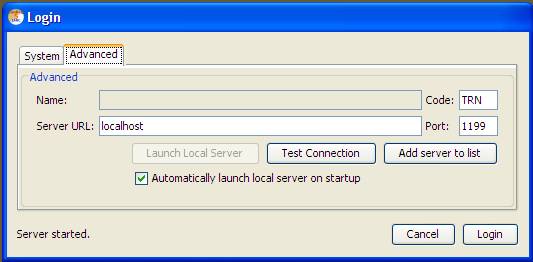 Login
System
Advanced
Advanced
Name: Code: TRN
Server URL: localhost Port: 1199
Launch Local Server Test Connection Add server to list
Automatically launch local server on startup
Server started. Cancel Login